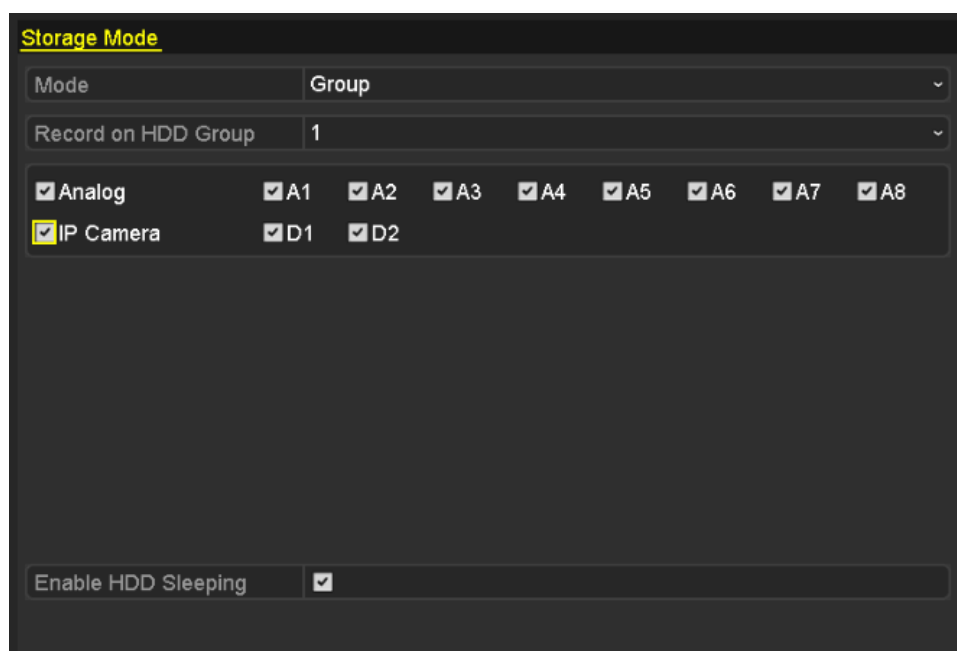 Storage Mode
Mode Group
Record on HDD Group 1
Analog A1 A2 A3 A4 A5 A6 A7 A8
IP Camera D1 D2
Enable HDD Sleeping